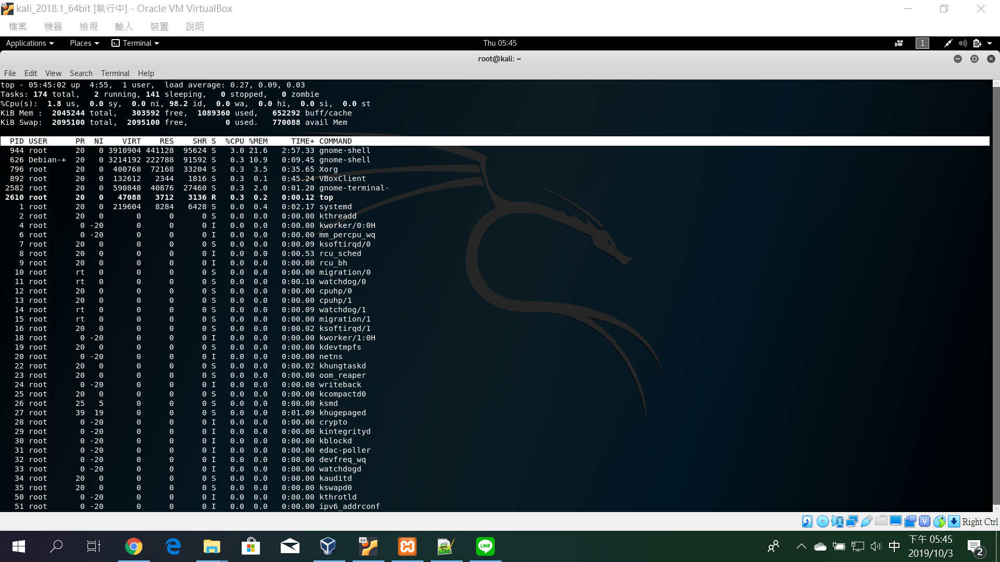 kali_2018.1_64bit [執行中] - Oracle VM VirtualBox
檔案 機器 檢視 輸入 裝置 說明
Applications Places Terminal Thu 05:45 1
root@kali: ~
File Edit View Search Terminal Help
top - 05:45:02 up  4:55,  1 user,  load average: 0.27, 0.09, 0.03
Tasks: 174 total,   2 running, 141 sleeping,   0 stopped,   0 zombie
%Cpu(s):  1.8 us,  0.0 sy,  0.0 ni, 98.2 id,  0.0 wa,  0.0 hi,  0.0 si,  0.0 st
KiB Mem :  2045244 total,   303592 free,  1089360 used,   652292 buff/cache
KiB Swap:  2095100 total,  2095100 free,        0 used.   770088 avail Mem
PID USER      PR  NI    VIRT    RES    SHR S  %CPU %MEM     TIME+ COMMAND
944 root      20   0 3910904 441128  95624 S   3.0 21.6   2:57.33 gnome-shell
626 Debian-+  20   0 3214192 222788  91592 S   0.3 10.9   0:09.45 gnome-shell
796 root      20   0  400768  72168  33204 S   0.3  3.5   0:35.65 Xorg
892 root      20   0  132612   2344   1816 S   0.3  0.1   0:45.24 VBoxClient
2582 root      20   0  590848  40876  27460 S   0.3  2.0   0:01.20 gnome-terminal-
2610 root      20   0   47088   3712   3136 R   0.3  0.2   0:00.12 top
1 root      20   0  219604   8284   6428 S   0.0  0.4   0:02.17 systemd
2 root      20   0       0      0      0 S   0.0  0.0   0:00.00 kthreadd
4 root       0 -20       0      0      0 I   0.0  0.0   0:00.00 kworker/0:0H
6 root       0 -20       0      0      0 I   0.0  0.0   0:00.00 mm_percpu_wq
7 root      20   0       0      0      0 S   0.0  0.0   0:00.09 ksoftirqd/0
8 root      20   0       0      0      0 I   0.0  0.0   0:00.53 rcu_sched
9 root      20   0       0      0      0 I   0.0  0.0   0:00.00 rcu_bh
10 root      rt   0       0      0      0 S   0.0  0.0   0:00.00 migration/0
11 root      rt   0       0      0      0 S   0.0  0.0   0:00.10 watchdog/0
12 root      20   0       0      0      0 S   0.0  0.0   0:00.00 cpuhp/0
13 root      20   0       0      0      0 S   0.0  0.0   0:00.00 cpuhp/1
14 root      rt   0       0      0      0 S   0.0  0.0   0:00.09 watchdog/1
15 root      rt   0       0      0      0 S   0.0  0.0   0:00.00 migration/1
16 root      20   0       0      0      0 S   0.0  0.0   0:00.02 ksoftirqd/1
18 root       0 -20       0      0      0 I   0.0  0.0   0:00.00 kworker/1:0H
19 root      20   0       0      0      0 S   0.0  0.0   0:00.00 kdevtmpfs
20 root       0 -20       0      0      0 I   0.0  0.0   0:00.00 netns
22 root      20   0       0      0      0 S   0.0  0.0   0:00.02 khungtaskd
23 root      20   0       0      0      0 S   0.0  0.0   0:00.00 oom_reaper
24 root       0 -20       0      0      0 I   0.0  0.0   0:00.00 writeback
25 root      20   0       0      0      0 S   0.0  0.0   0:00.00 kcompactd0
26 root      25   5       0      0      0 S   0.0  0.0   0:00.00 ksmd
27 root      39  19       0      0      0 S   0.0  0.0   0:01.09 khugepaged
28 root       0 -20       0      0      0 I   0.0  0.0   0:00.00 crypto
29 root       0 -20       0      0      0 I   0.0  0.0   0:00.00 kintegrityd
30 root       0 -20       0      0      0 I   0.0  0.0   0:00.00 kblockd
31 root       0 -20       0      0      0 I   0.0  0.0   0:00.00 edac-poller
32 root       0 -20       0      0      0 I   0.0  0.0   0:00.00 devfreq_wq
33 root       0 -20       0      0      0 I   0.0  0.0   0:00.00 watchdogd
34 root      20   0       0      0      0 S   0.0  0.0   0:00.00 kauditd
35 root      20   0       0      0      0 S   0.0  0.0   0:00.00 kswapd0
50 root       0 -20       0      0      0 I   0.0  0.0   0:00.00 kthrotld
51 root       0 -20       0      0      0 I   0.0  0.0   0:00.00 ipv6_addrconf
Right Ctrl
64 LINE 中 下午 05:45
2019/10/3 2